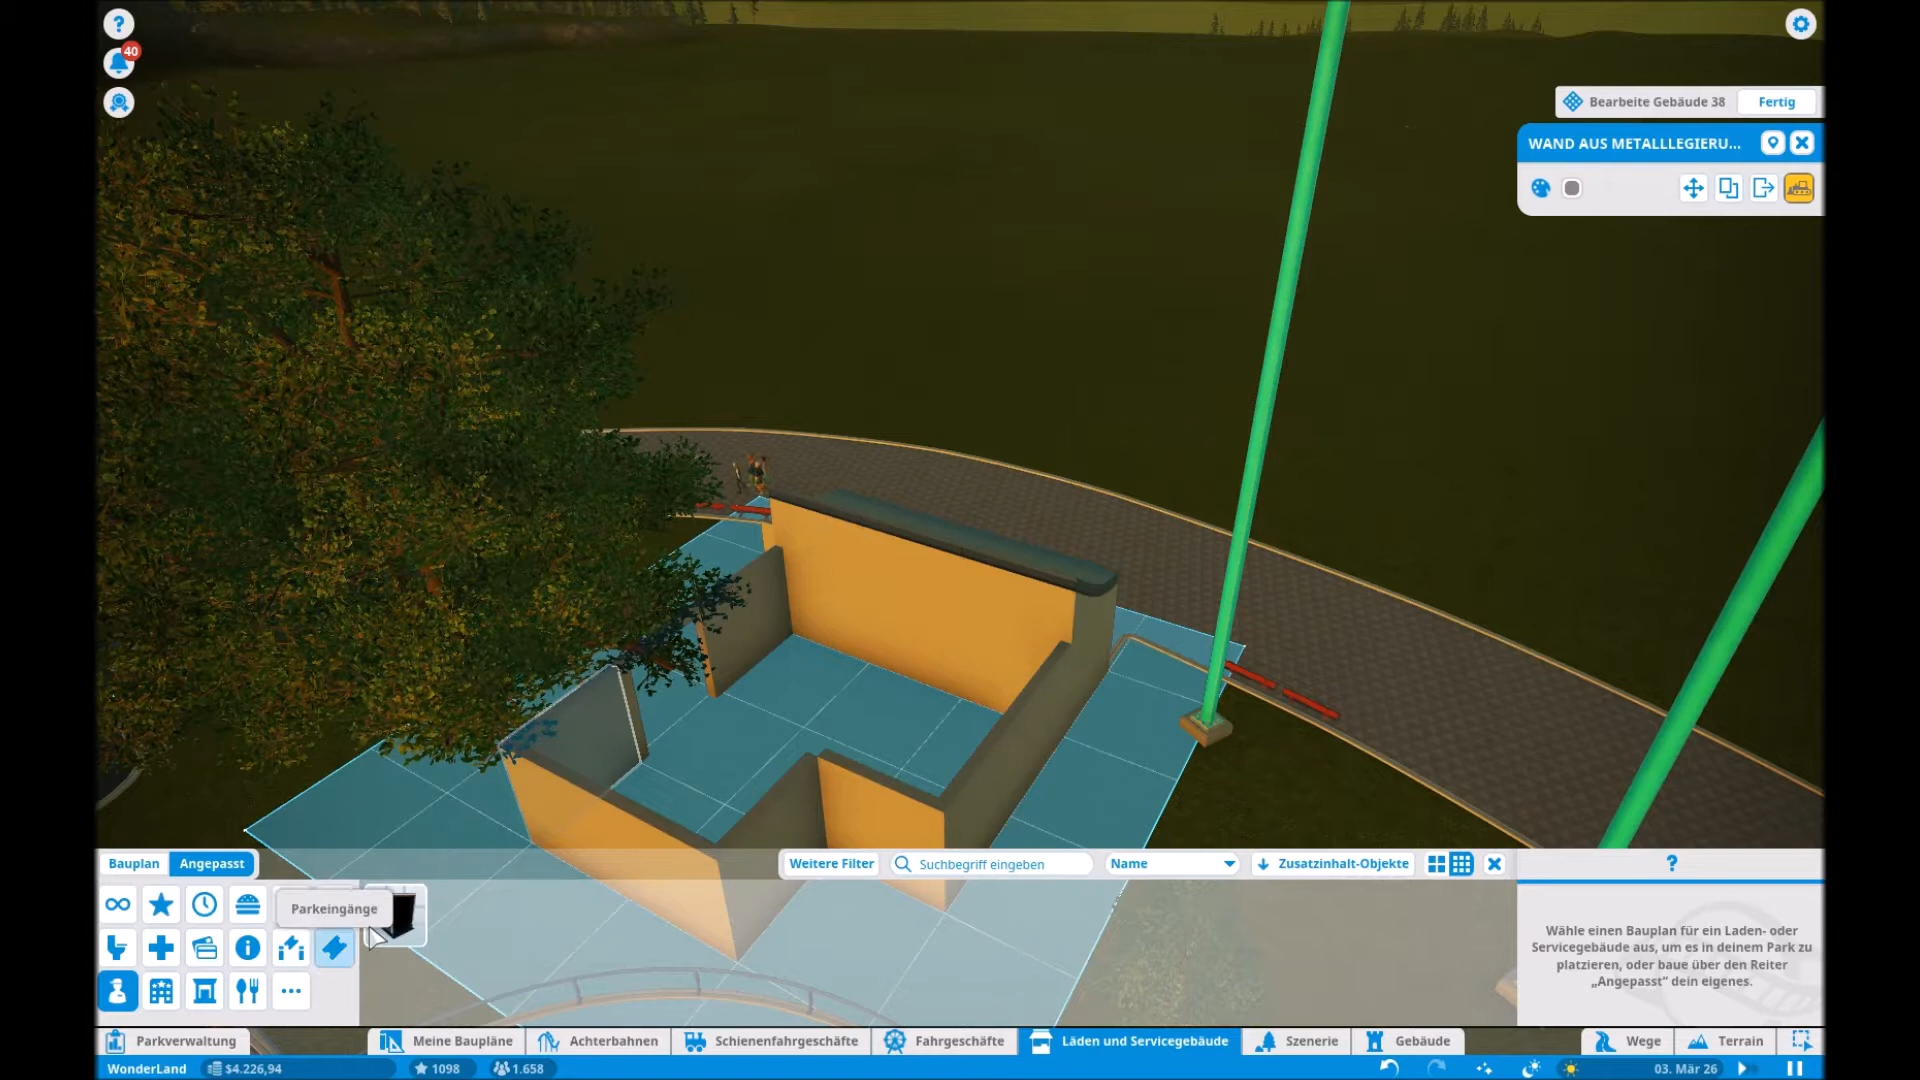 ?
40
Bearbeite Gebäude 38
Fertig
WAND AUS METALLLEGIERU...
Bauplan
Angepasst
Weitere Filter
Suchbegriff eingeben
Name
Zusatzinhalt-Objekte
?
Parkeingänge
Wähle einen Bauplan für ein Laden- oder
Servicegebäude aus, um es in deinem Park zu
platzieren, oder baue über den Reiter
„Angepasst“ dein eigenes.
Parkverwaltung
Meine Baupläne
Achterbahnen
Schienenfahrgeschäfte
Fahrgeschäfte
Läden und Servicegebäude
Szenerie
Gebäude
Wege
Terrain
WonderLand
$4.226,94
1098
1.658
03. Mär 26